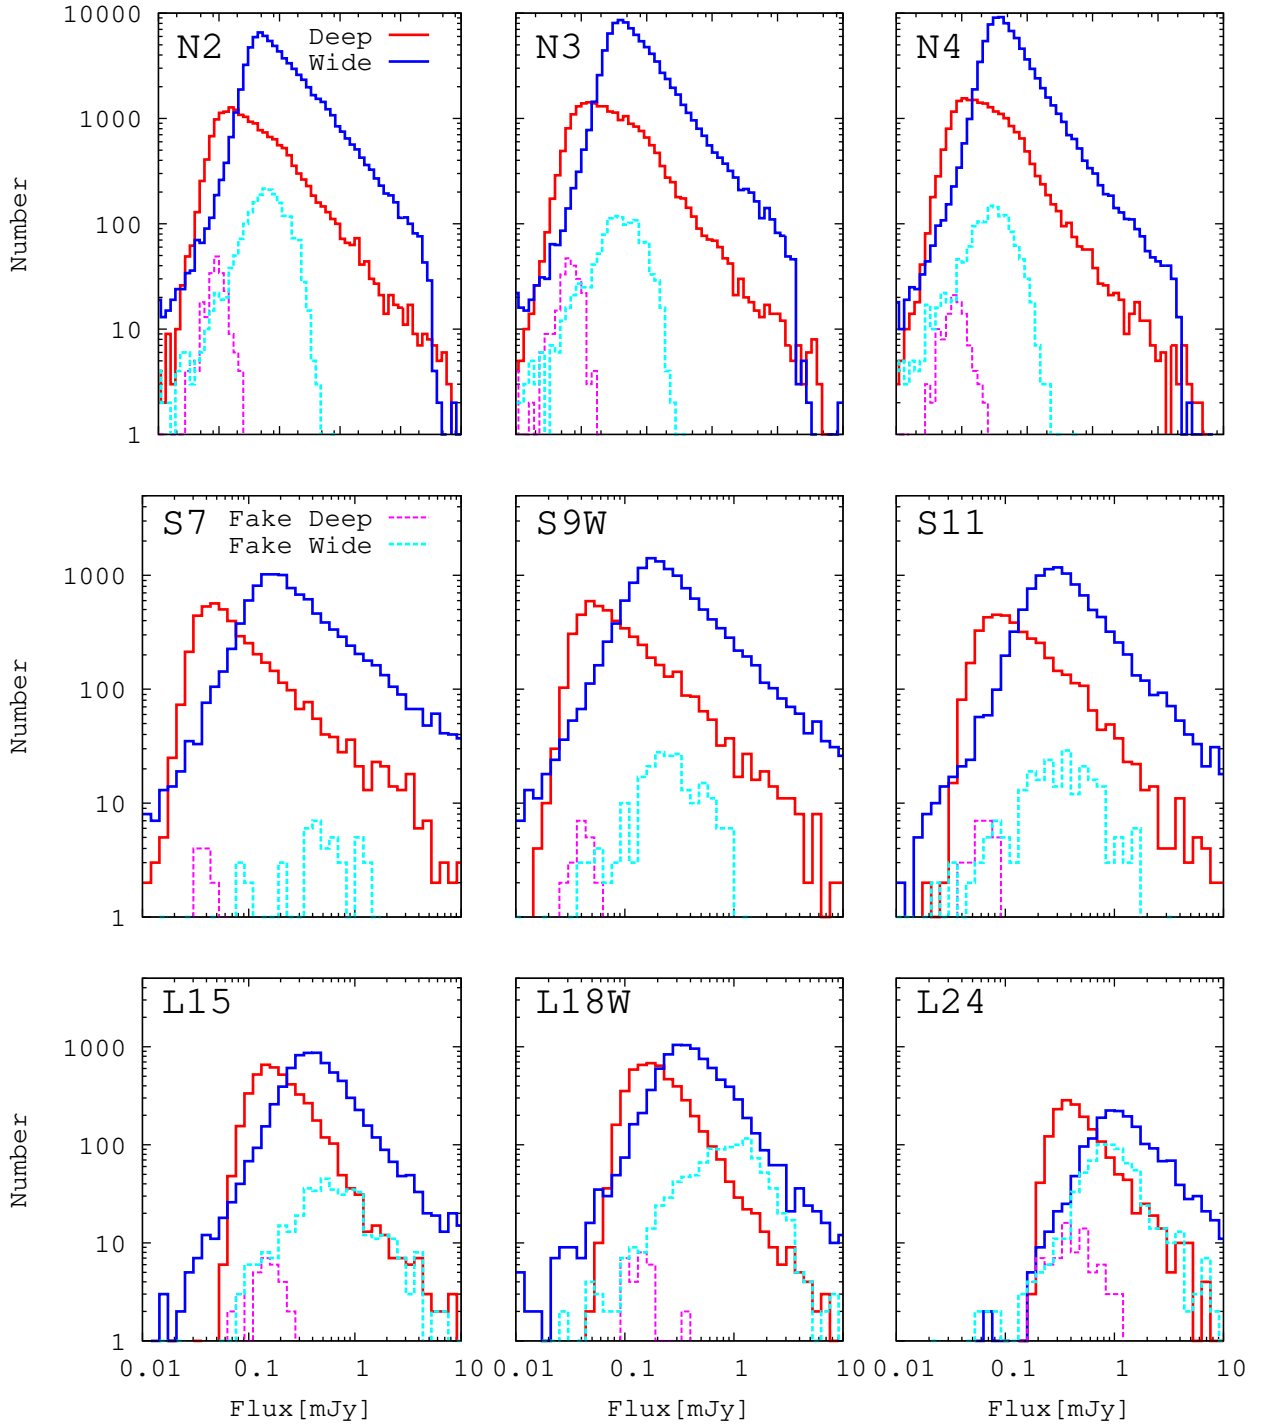 N2 Deep N3 N4
Wide
10000
1000
100
10
1
Number
S7 Fake Deep S9W S11
Fake Wide
1000
100
10
1
Number
L15 L18W L24
1000
100
10
1
Number
0.01 0.1 1 10 0.01 0.1 1 10 0.01 0.1 1 10
Flux[mJy] Flux[mJy] Flux[mJy]